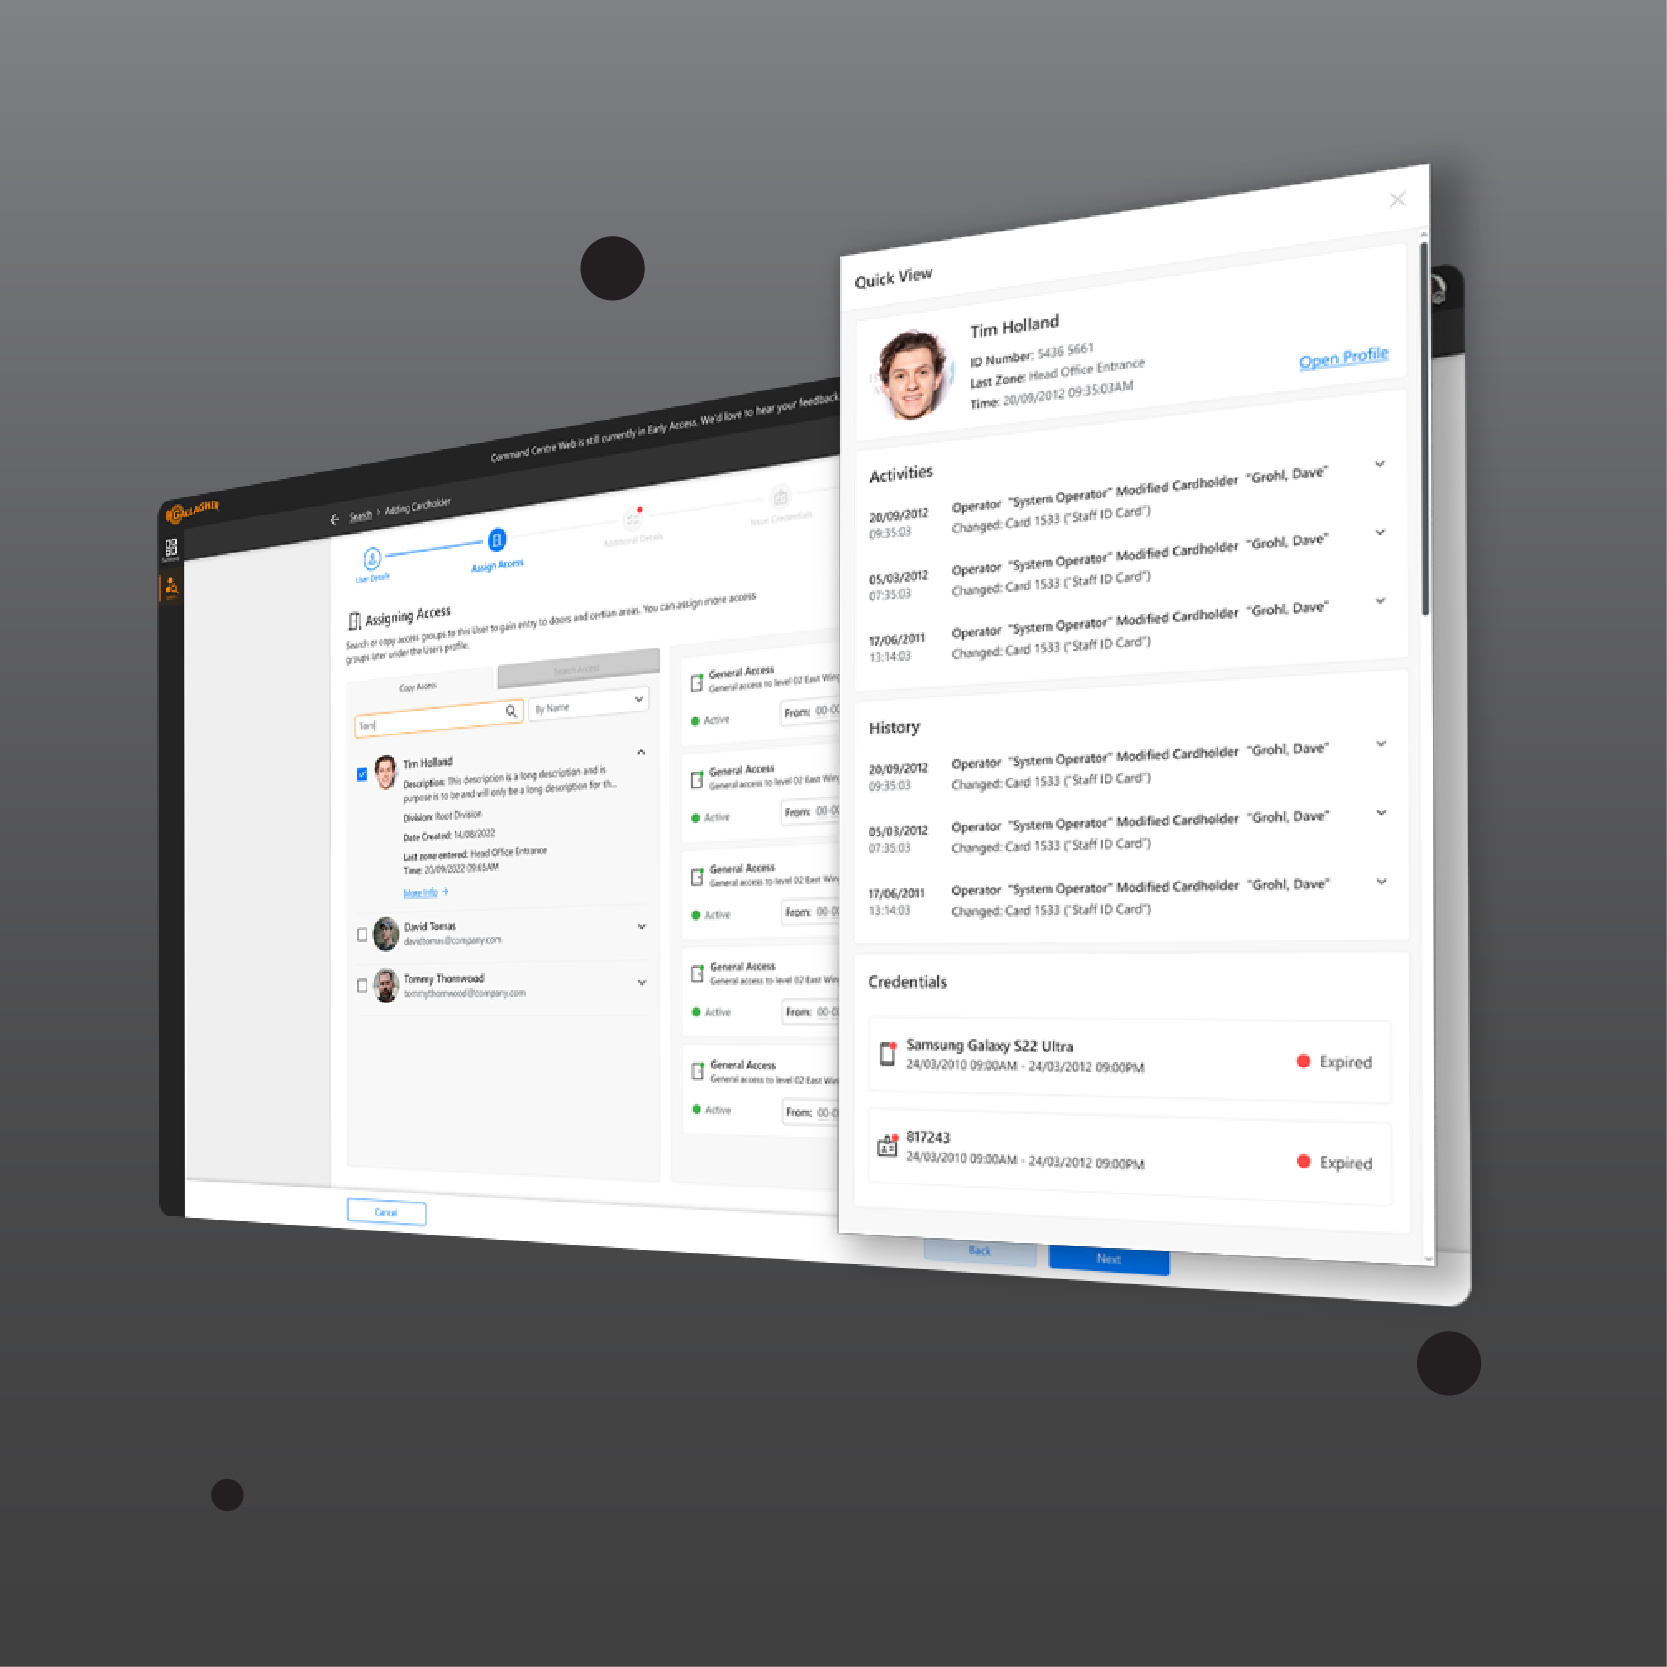 Command Centre Web is still currently in Early Access. We'd love to hear your feedback.
GALLAGHER
Search > Adding Cardholder
User Details
Assign Access
Additional Details
Issue Credentials
Assigning Access
Search or copy access groups to this User to gain entry to doors and certian areas. You can assign more access
groups later under the User's profile.
Copy Access
Search Access
By Name
Tim Holland
Description: This description is a long description and is
purpose is to be and will only be a long-description for th...
Division: Root Division
Date Created: 14/08/2022
Last zone entered: Head Office Entrance
Time: 20/09/2022 09:65AM
More Info
David Tomas
davidtomas@company.com
Tommy Thornwood
tommythornwood@company.com
General Access
General access to level 02 East Wing
Active
From: 00-0
General Access
General access to level 02 East Wing
Active
From: 00-0
General Access
General access to level 02 East Wing
Active
From: 00-0
General Access
General access to level 02 East Wing
Active
From: 00-0
General Access
General access to level 02 East Wing
Active
From: 00-0
Cancel
Back
Next
Quick View
Tim Holland
ID Number: 5436 5661
Last Zone: Head Office Entrance
Time: 20/09/2012 09:35:03AM
Open Profile
Activities
20/09/2012
09:35:03
Operator "System Operator" Modified Cardholder "Grohl, Dave"
Changed: Card 1533 ("Staff ID Card")
05/03/2012
07:35:03
Operator "System Operator" Modified Cardholder "Grohl, Dave"
Changed: Card 1533 ("Staff ID Card")
17/06/2011
13:14:03
Operator "System Operator" Modified Cardholder "Grohl, Dave"
Changed: Card 1533 ("Staff ID Card")
History
20/09/2012
09:35:03
Operator "System Operator" Modified Cardholder "Grohl, Dave"
Changed: Card 1533 ("Staff ID Card")
05/03/2012
07:35:03
Operator "System Operator" Modified Cardholder "Grohl, Dave"
Changed: Card 1533 ("Staff ID Card")
17/06/2011
13:14:03
Operator "System Operator" Modified Cardholder "Grohl, Dave"
Changed: Card 1533 ("Staff ID Card")
Credentials
Samsung Galaxy S22 Ultra
24/03/2010 09:00AM - 24/03/2012 09:00PM
Expired
817243
24/03/2010 09:00AM - 24/03/2012 09:00PM
Expired